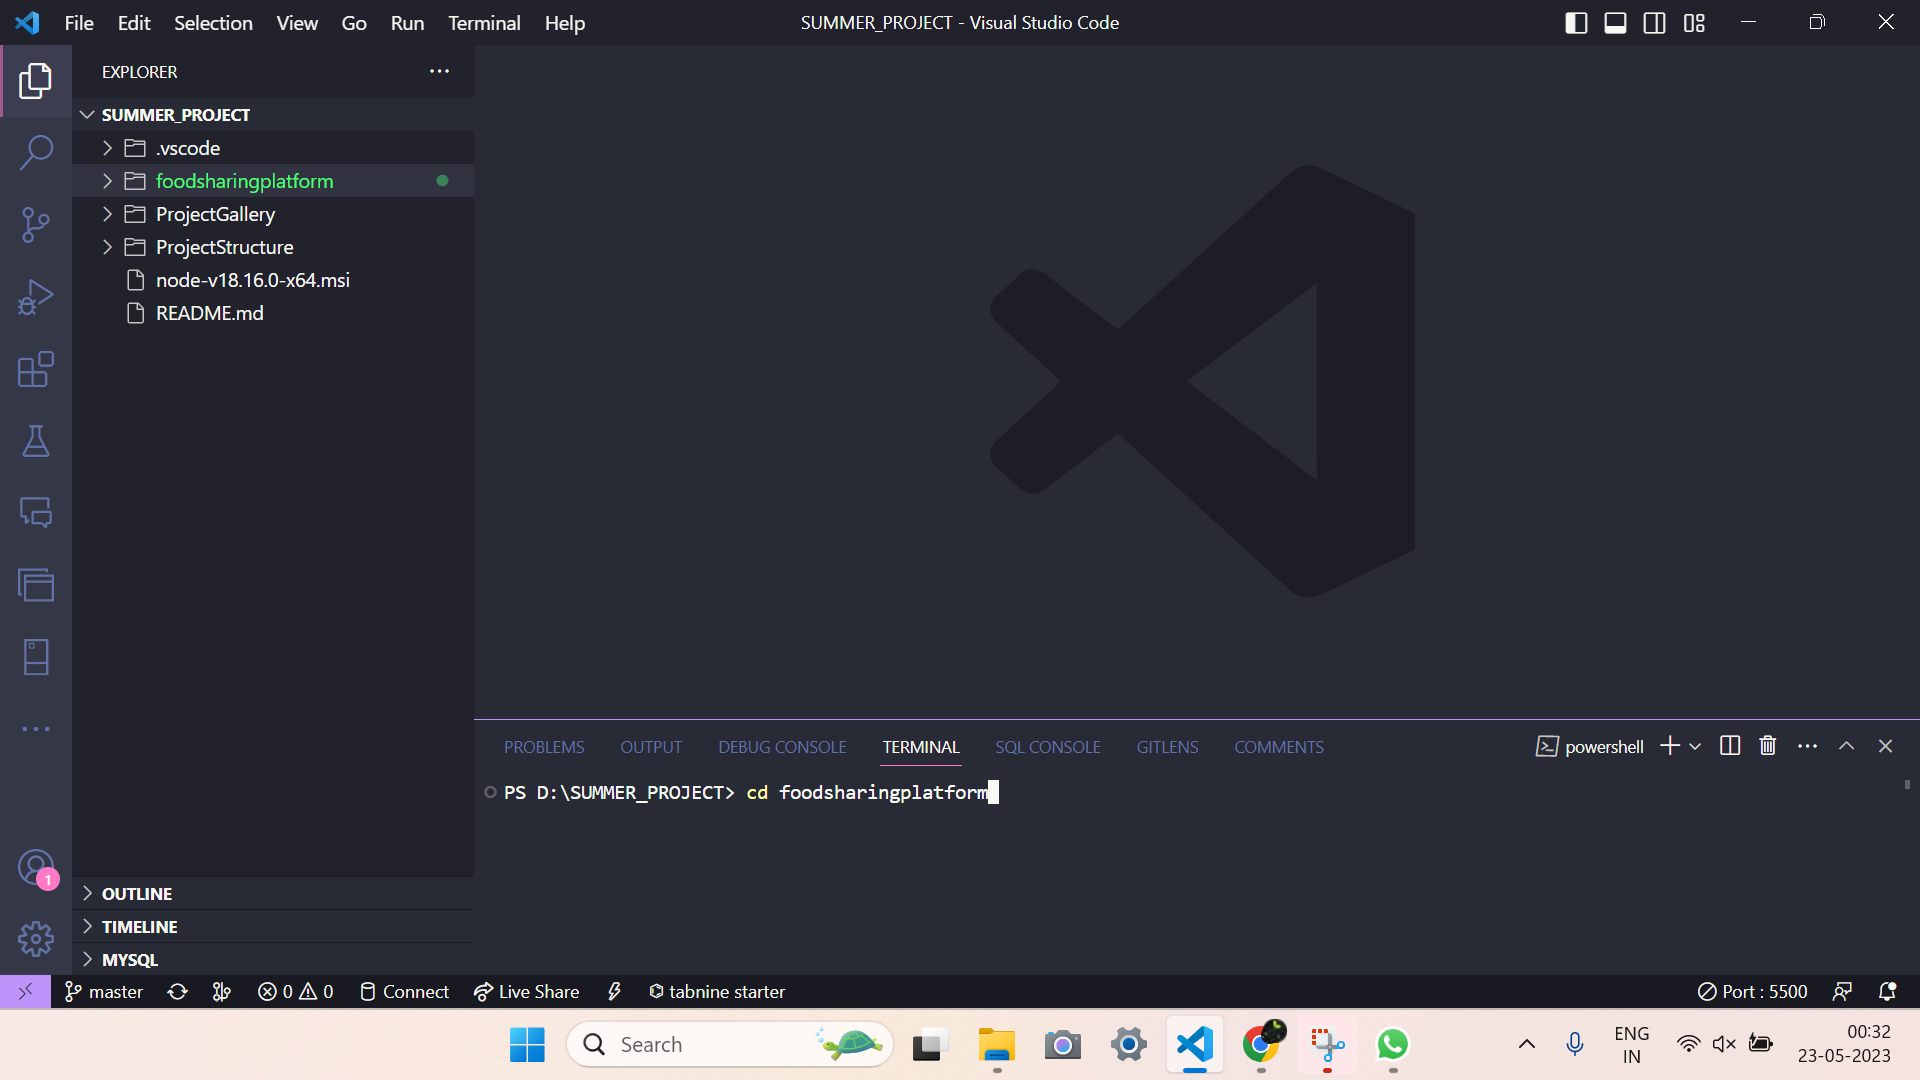 File Edit Selection View Go Run Terminal Help
SUMMER_PROJECT - Visual Studio Code
EXPLORER
SUMMER_PROJECT
.vscode
foodsharingplatform
ProjectGallery
ProjectStructure
node-v18.16.0-x64.msi
README.md
PROBLEMS OUTPUT DEBUG CONSOLE TERMINAL SQL CONSOLE GITLENS COMMENTS
powershell
PS D:\SUMMER_PROJECT> cd foodsharingplatform
1
OUTLINE
TIMELINE
MYSQL
master 0 0 Connect Live Share tabnine starter
Port : 5500
Search
ENG
IN
00:32
23-05-2023